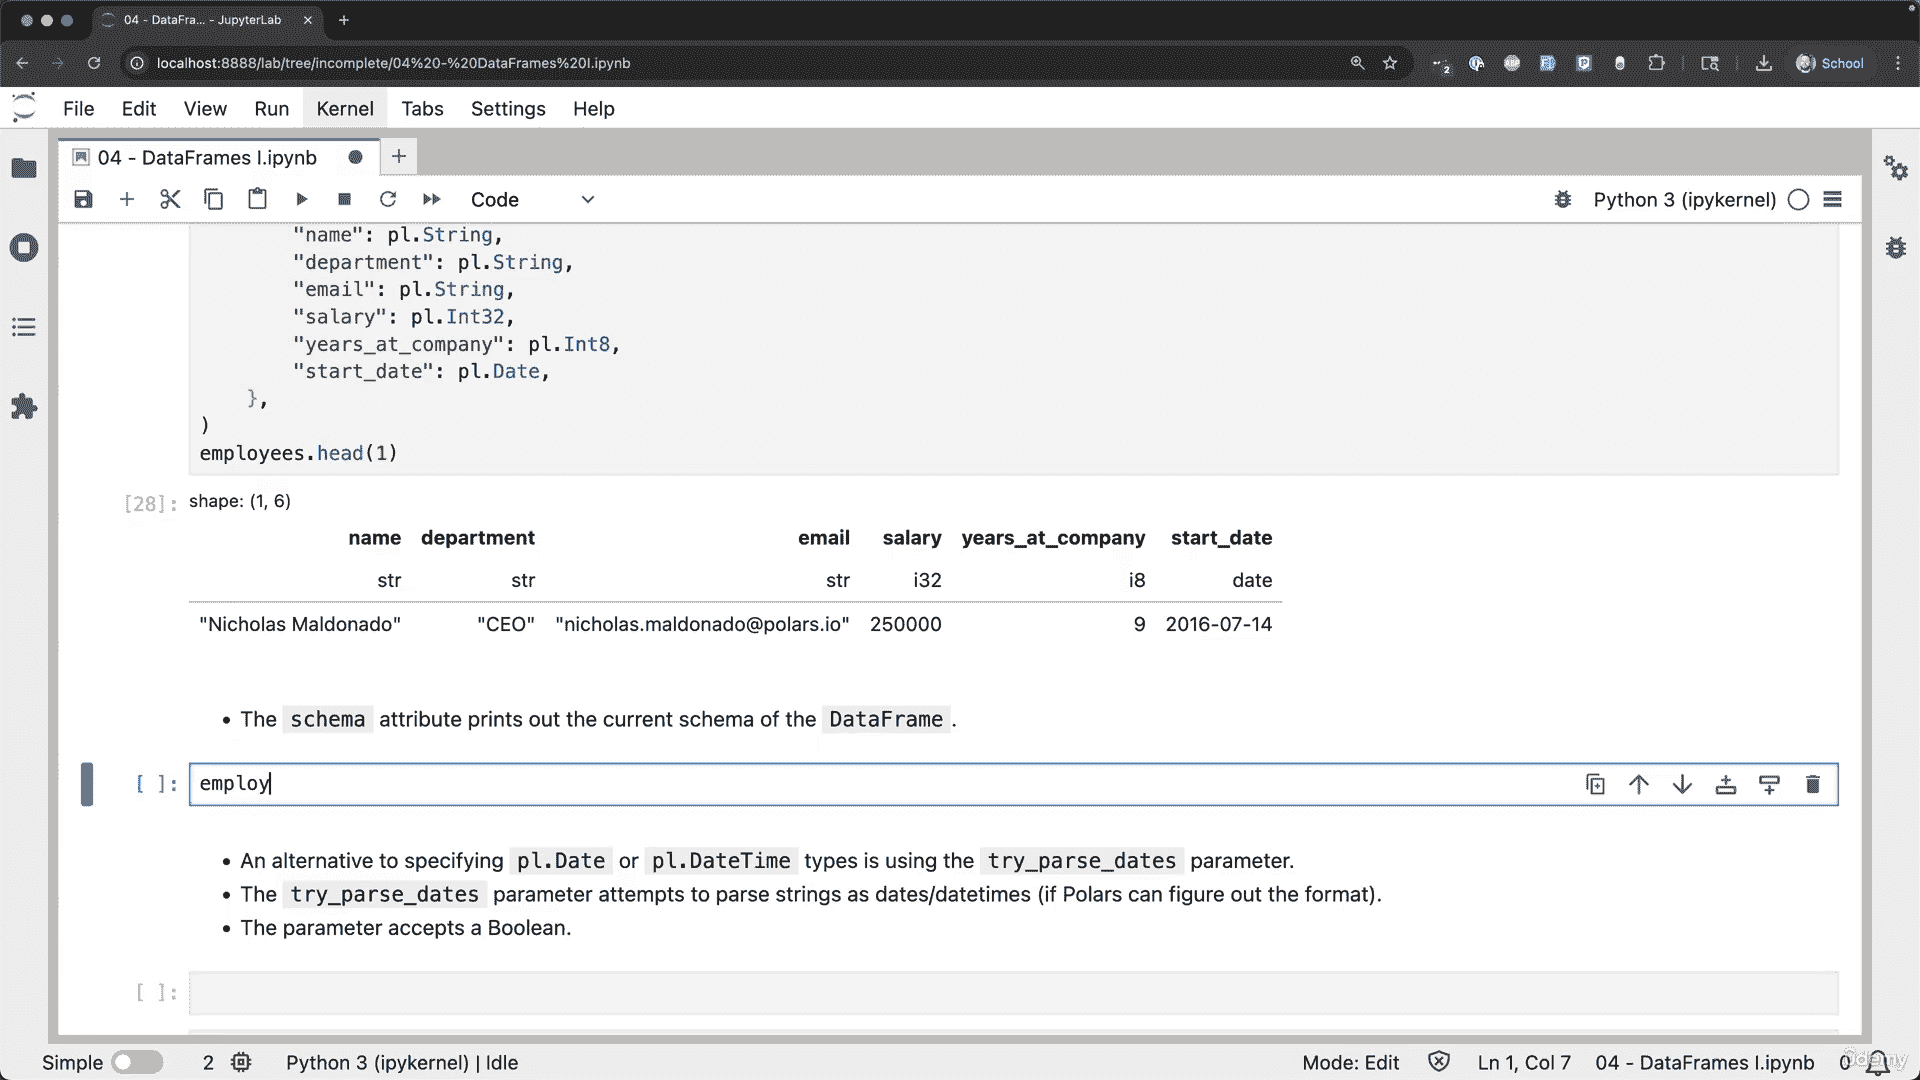 04 - DataFra... - JupyterLab
localhost:8888/lab/tree/incomplete/04%20-%20DataFrames%20I.ipynb
2
School
File Edit View Run Kernel Tabs Settings Help
04 - DataFrames I.ipynb
Code
Python 3 (ipykernel)
"name": pl.String,
"department": pl.String,
"email": pl.String,
"salary": pl.Int32,
"years_at_company": pl.Int8,
"start_date": pl.Date,
},
)
employees.head(1)
[28]: shape: (1, 6)
name department email salary years_at_company start_date
str str str i32 i8 date
"Nicholas Maldonado" "CEO" "nicholas.maldonado@polars.io" 250000 9 2016-07-14
• The schema attribute prints out the current schema of the DataFrame.
[ ]: employ
• An alternative to specifying pl.Date or pl.DateTime types is using the try_parse_dates parameter.
• The try_parse_dates parameter attempts to parse strings as dates/datetimes (if Polars can figure out the format).
• The parameter accepts a Boolean.
[ ]:
Simple 2 Python 3 (ipykernel) | Idle Mode: Edit Ln 1, Col 7 04 - DataFrames I.ipynb 0
udemy